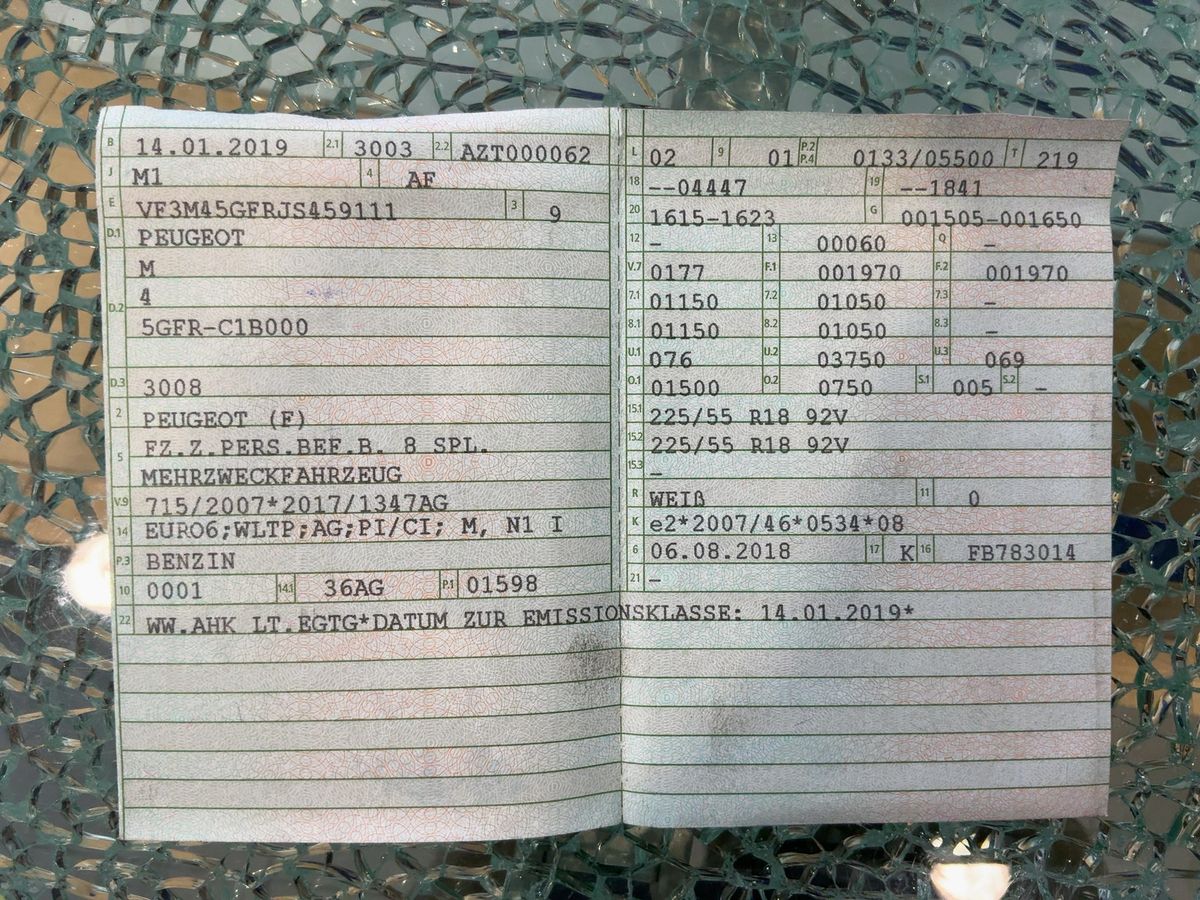 B 14.01.2019 2.1 3003 2.2 AZT000062
J M1 4 AF
E VF3M45GFRJS459111 3 9
D.1 PEUGEOT
M
D.2 4
5GFR-C1B000
D.3 3008
2 PEUGEOT (F)
5 FZ.Z.PERS.BEF.B. 8 SPL.
MEHRZWECKFAHRZEUG
V.9 715/2007*2017/1347AG
14 EURO6;WLTP;AG;PI/CI; M, N1 I
P.3 BENZIN
10 0001 14.1 36AG P.1 01598
22 WW.AHK LT.EGTG*DATUM ZUR EMISSIONSKLASSE: 14.01.2019*
L 02 9 01 P.2 P.4 0133/05500 T 219
18 --04447 19 --1841
20 1615-1623 G 001505-001650
12 - 13 00060 Q -
V.7 0177 F.1 001970 F.2 001970
7.1 01150 7.2 01050 7.3 -
8.1 01150 8.2 01050 8.3 -
U.1 076 U.2 03750 U.3 069
O.1 01500 O.2 0750 S.1 005 S.2 -
15.1 225/55 R18 92V
15.2 225/55 R18 92V
15.3 -
R WEIß 11 0
K e2*2007/46*0534*08
6 06.08.2018 17 K 16 FB783014
21 -